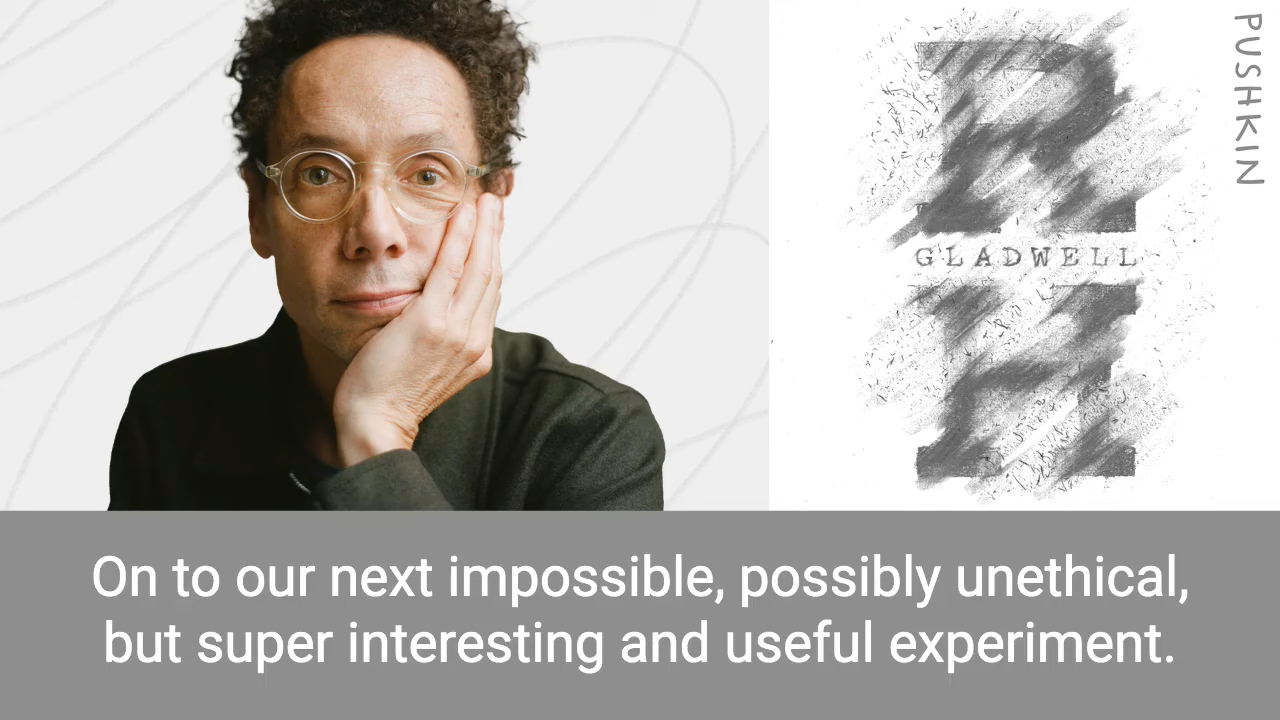 PUSHKIN
R
GLADWELL
H
On to our next impossible, possibly unethical,
but super interesting and useful experiment.